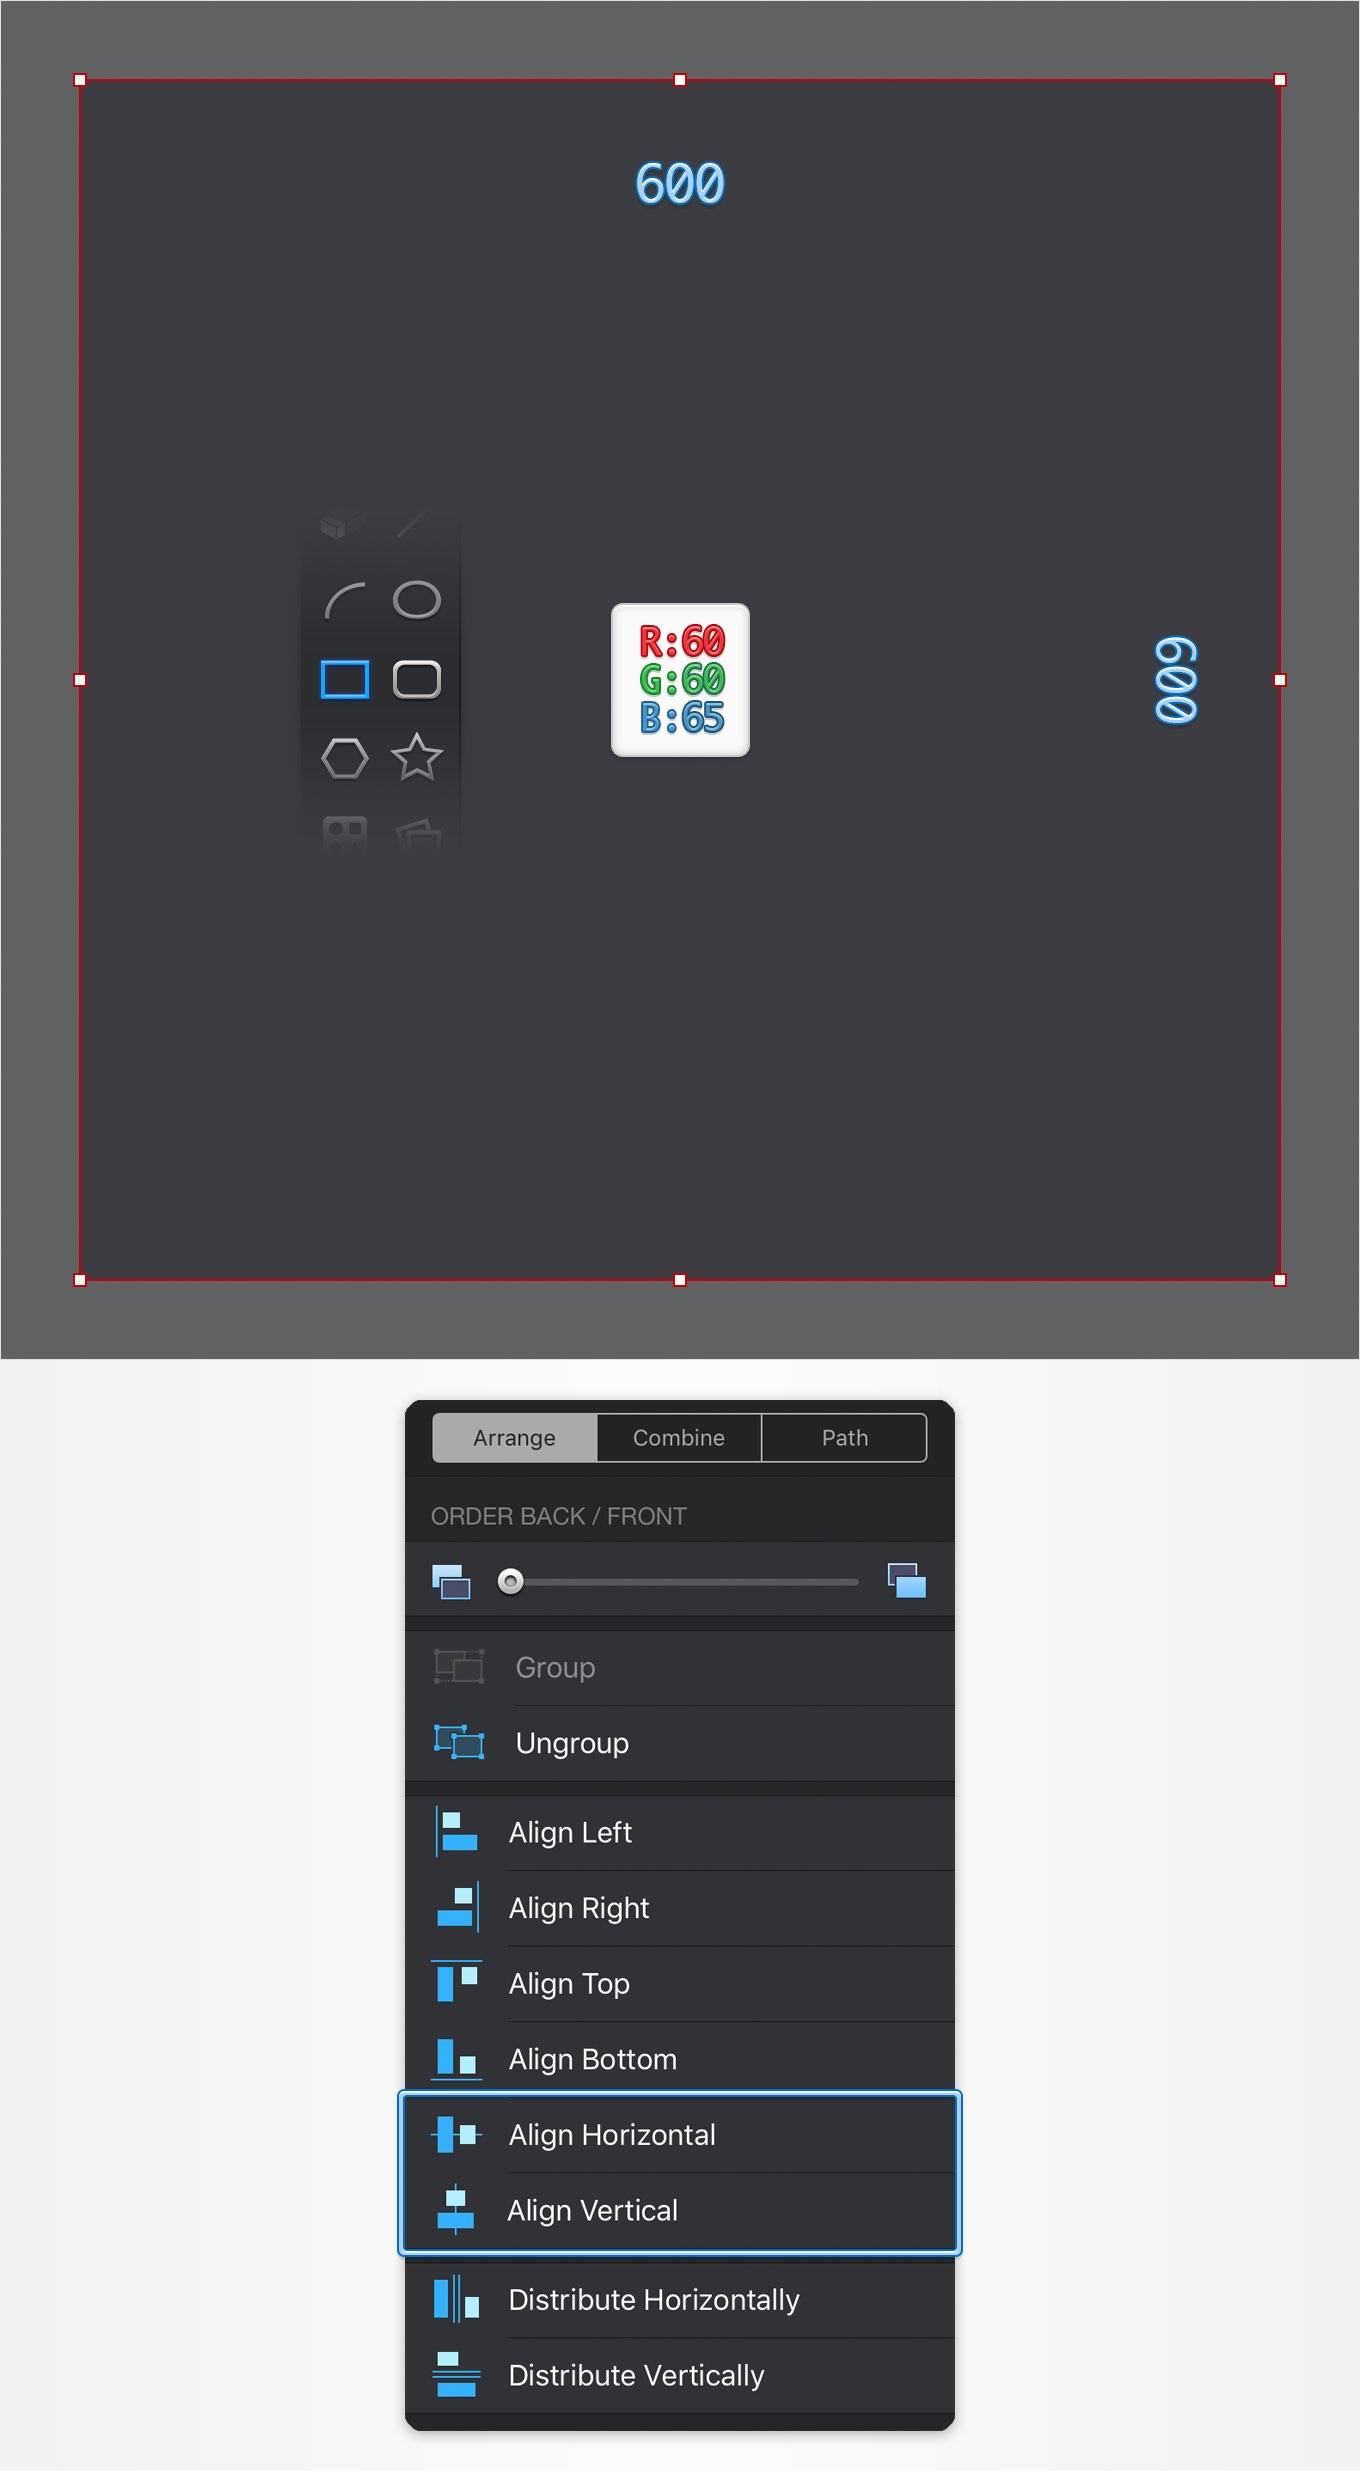 600
R:60
G:60
B:65
600
Arrange
Combine
Path
ORDER BACK / FRONT
Group
Ungroup
Align Left
Align Right
Align Top
Align Bottom
Align Horizontal
Align Vertical
Distribute Horizontally
Distribute Vertically